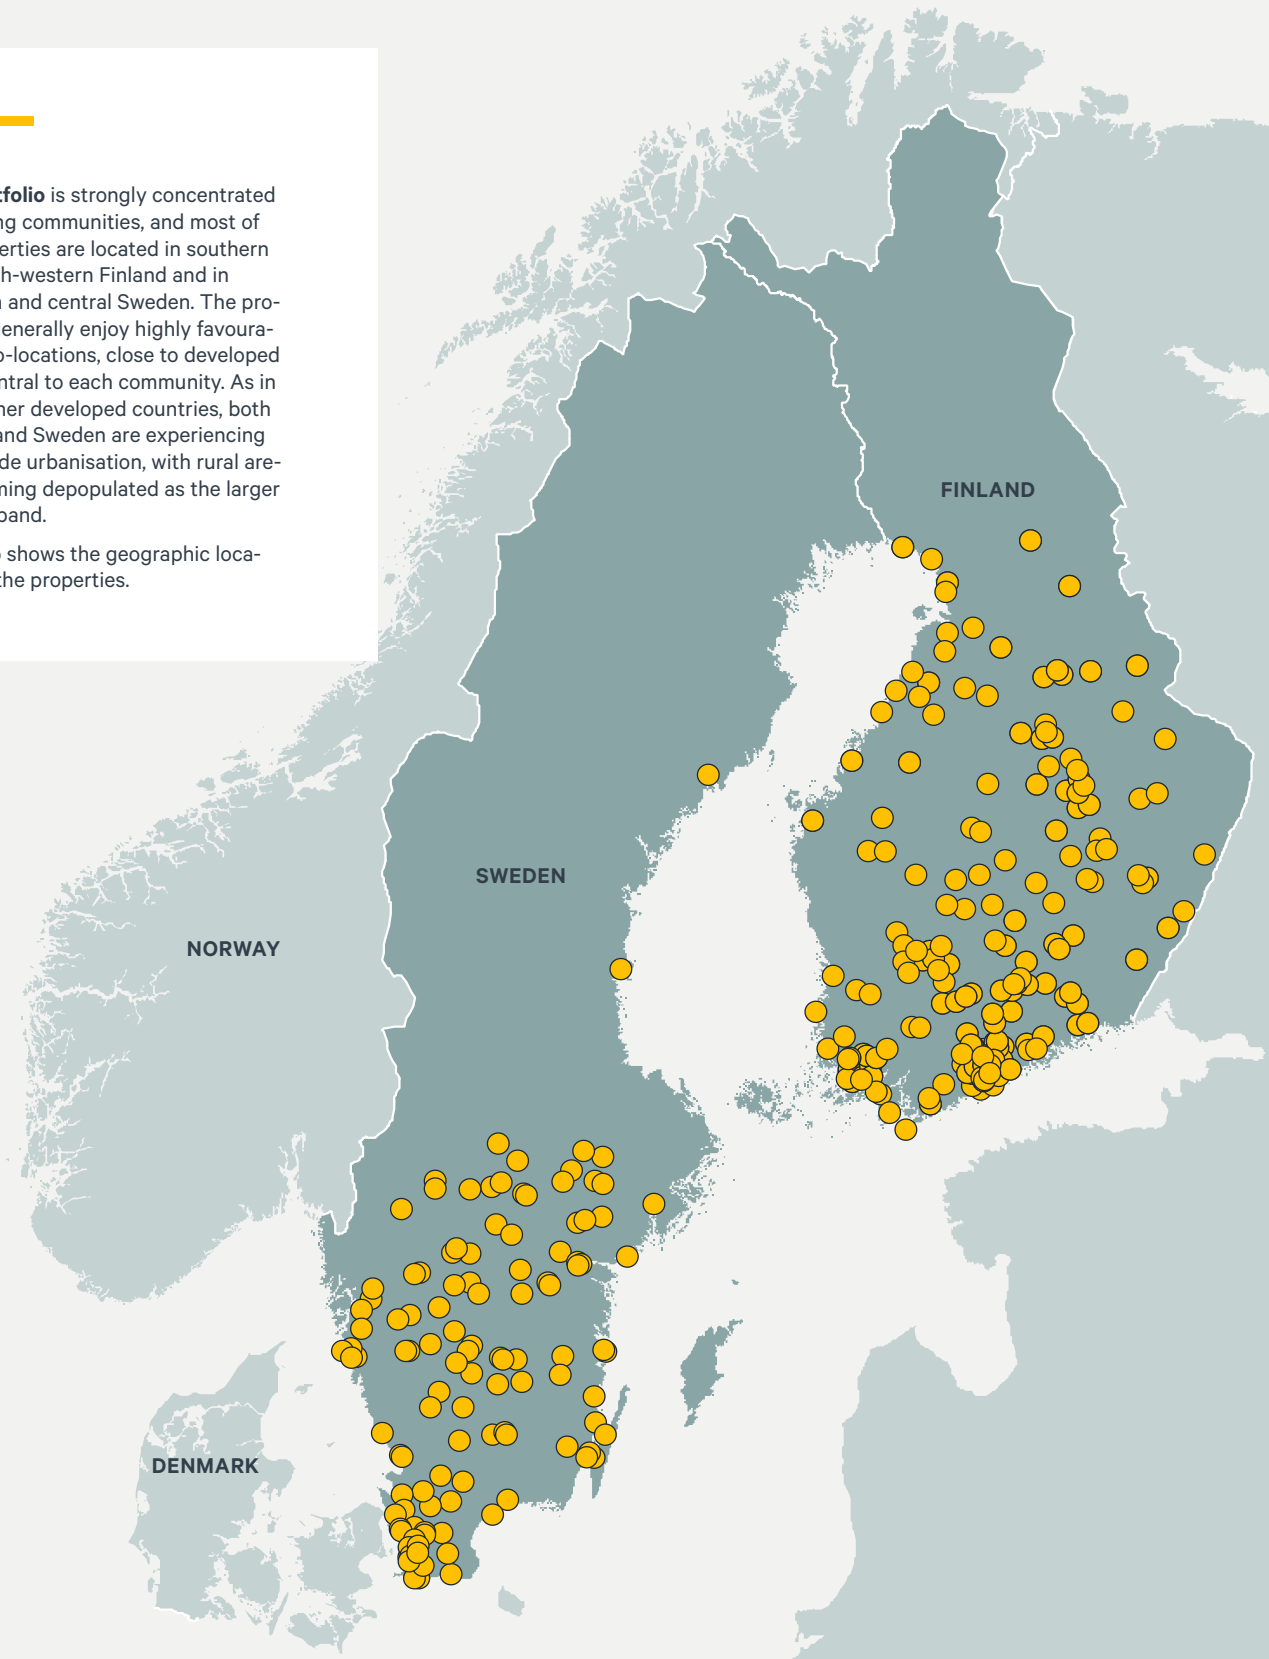 tfolio is strongly concentrated
ng communities, and most of
erties are located in southern
h-western Finland and in
and central Sweden. The pro-
enerally enjoy highly favoura-
o-locations, close to developed
ntral to each community. As in
her developed countries, both
and Sweden are experiencing
de urbanisation, with rural are-
ning depopulated as the larger
pand.
shows the geographic loca-
the properties.
FINLAND
SWEDEN
NORWAY
DENMARK